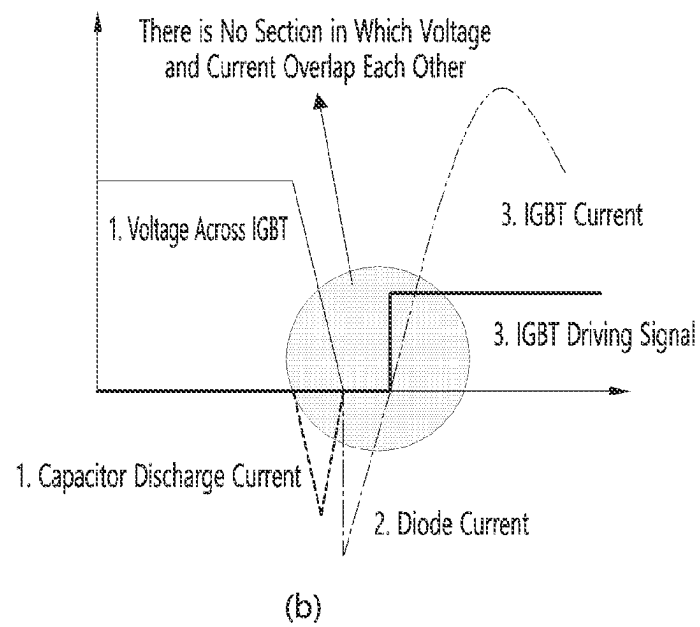 There is No Section in Which Voltage
and Current Overlap Each Other
1. Voltage Across IGBT
3. IGBT Current
3. IGBT Driving Signal
1. Capacitor Discharge Current
2. Diode Current
(b)